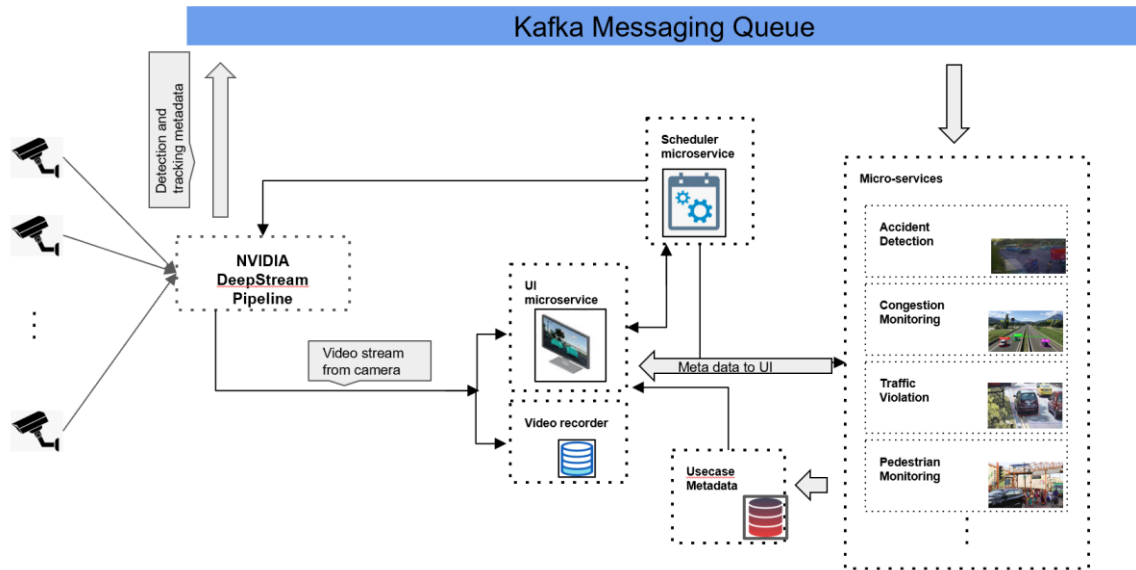 Kafka Messaging Queue
Detection and
tracking metadata
Scheduler
microservice
Micro-services
Accident
Detection
NVIDIA
DeepStream
Pipeline
UI
microservice
Congestion
Monitoring
Video stream
from camera
Meta data to UI
Traffic
Violation
Video recorder
Usecase
Metadata
Pedestrian
Monitoring